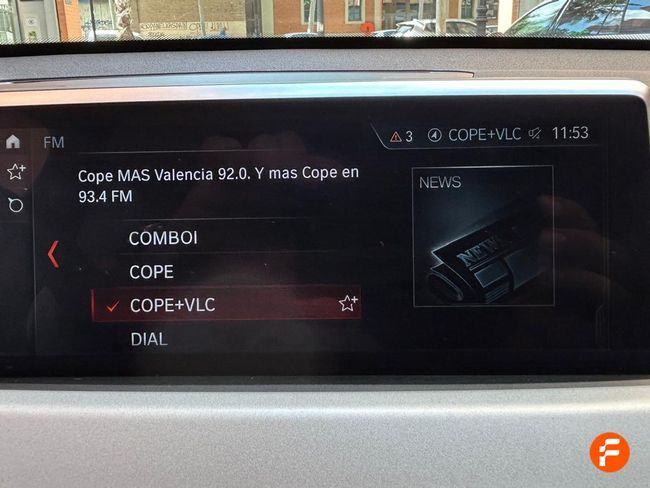 FM
3
COPE+VLC
11:53
Cope MAS Valencia 92.0. Y mas Cope en
93.4 FM
NEWS
NEWS
COMBOI
COPE
COPE+VLC
DIAL